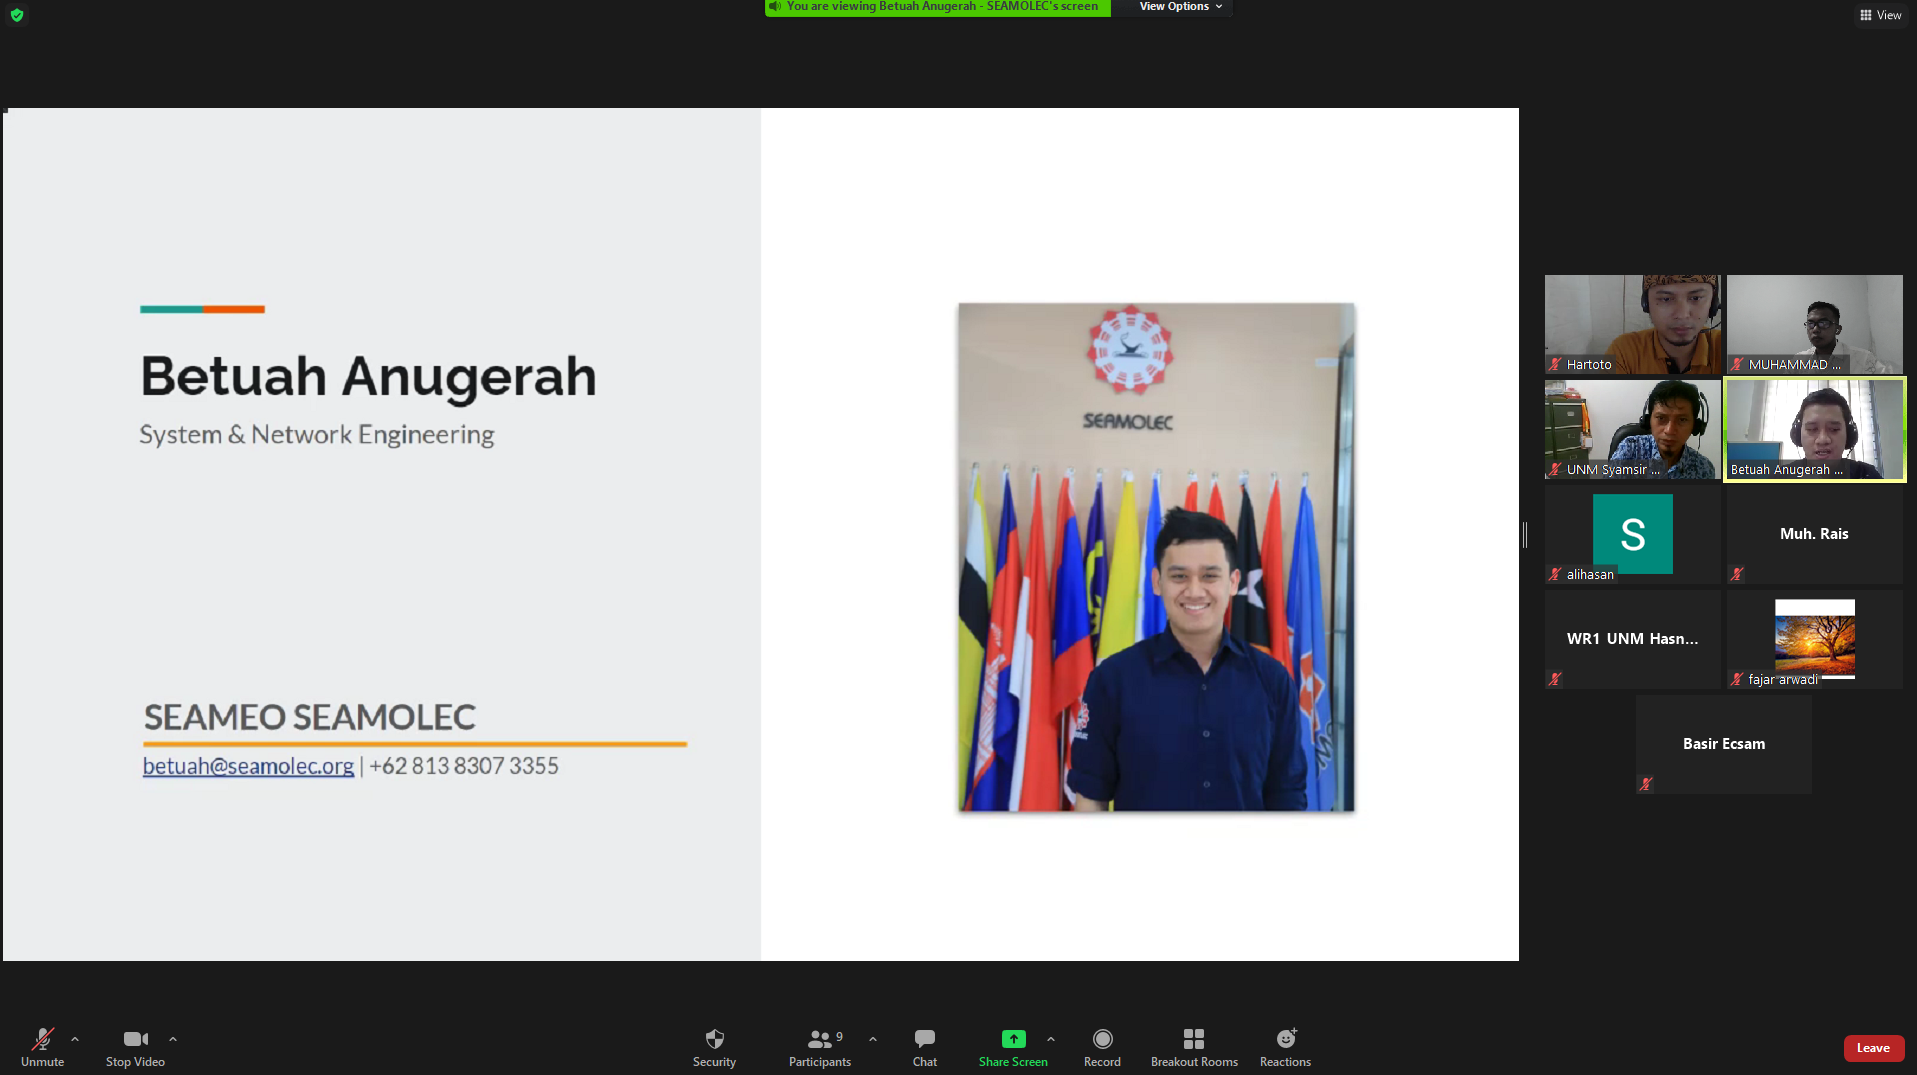 You are viewing Betuah Anugerah - SEAMOLEC's screen
View Options
View
Betuah Anugerah
System & Network Engineering
SEAMEO SEAMOLEC
betuah@seamolec.org | +62 813 8307 3355
SEAMOLEC
Hartoto
MUHAMMAD ...
UNM Syamsir ...
Betuah Anugerah ...
S
alihasan
Muh. Rais
WR1 UNM Hasn...
fajar arwadi
Basir Ecsam
Unmute
Stop Video
Security
Participants
9
Chat
Share Screen
Record
Breakout Rooms
Reactions
Leave